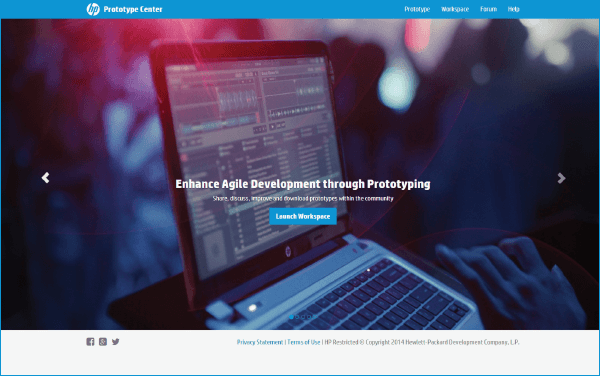 hp Prototype Center
Prototype Workspace Forum Help
Enhance Agile Development through Prototyping
Share, discuss, improve and download prototypes within the community
Launch Workspace
Privacy Statement | Terms of Use | HP Restricted © Copyright 2014 Hewlett-Packard Development Company, L.P.